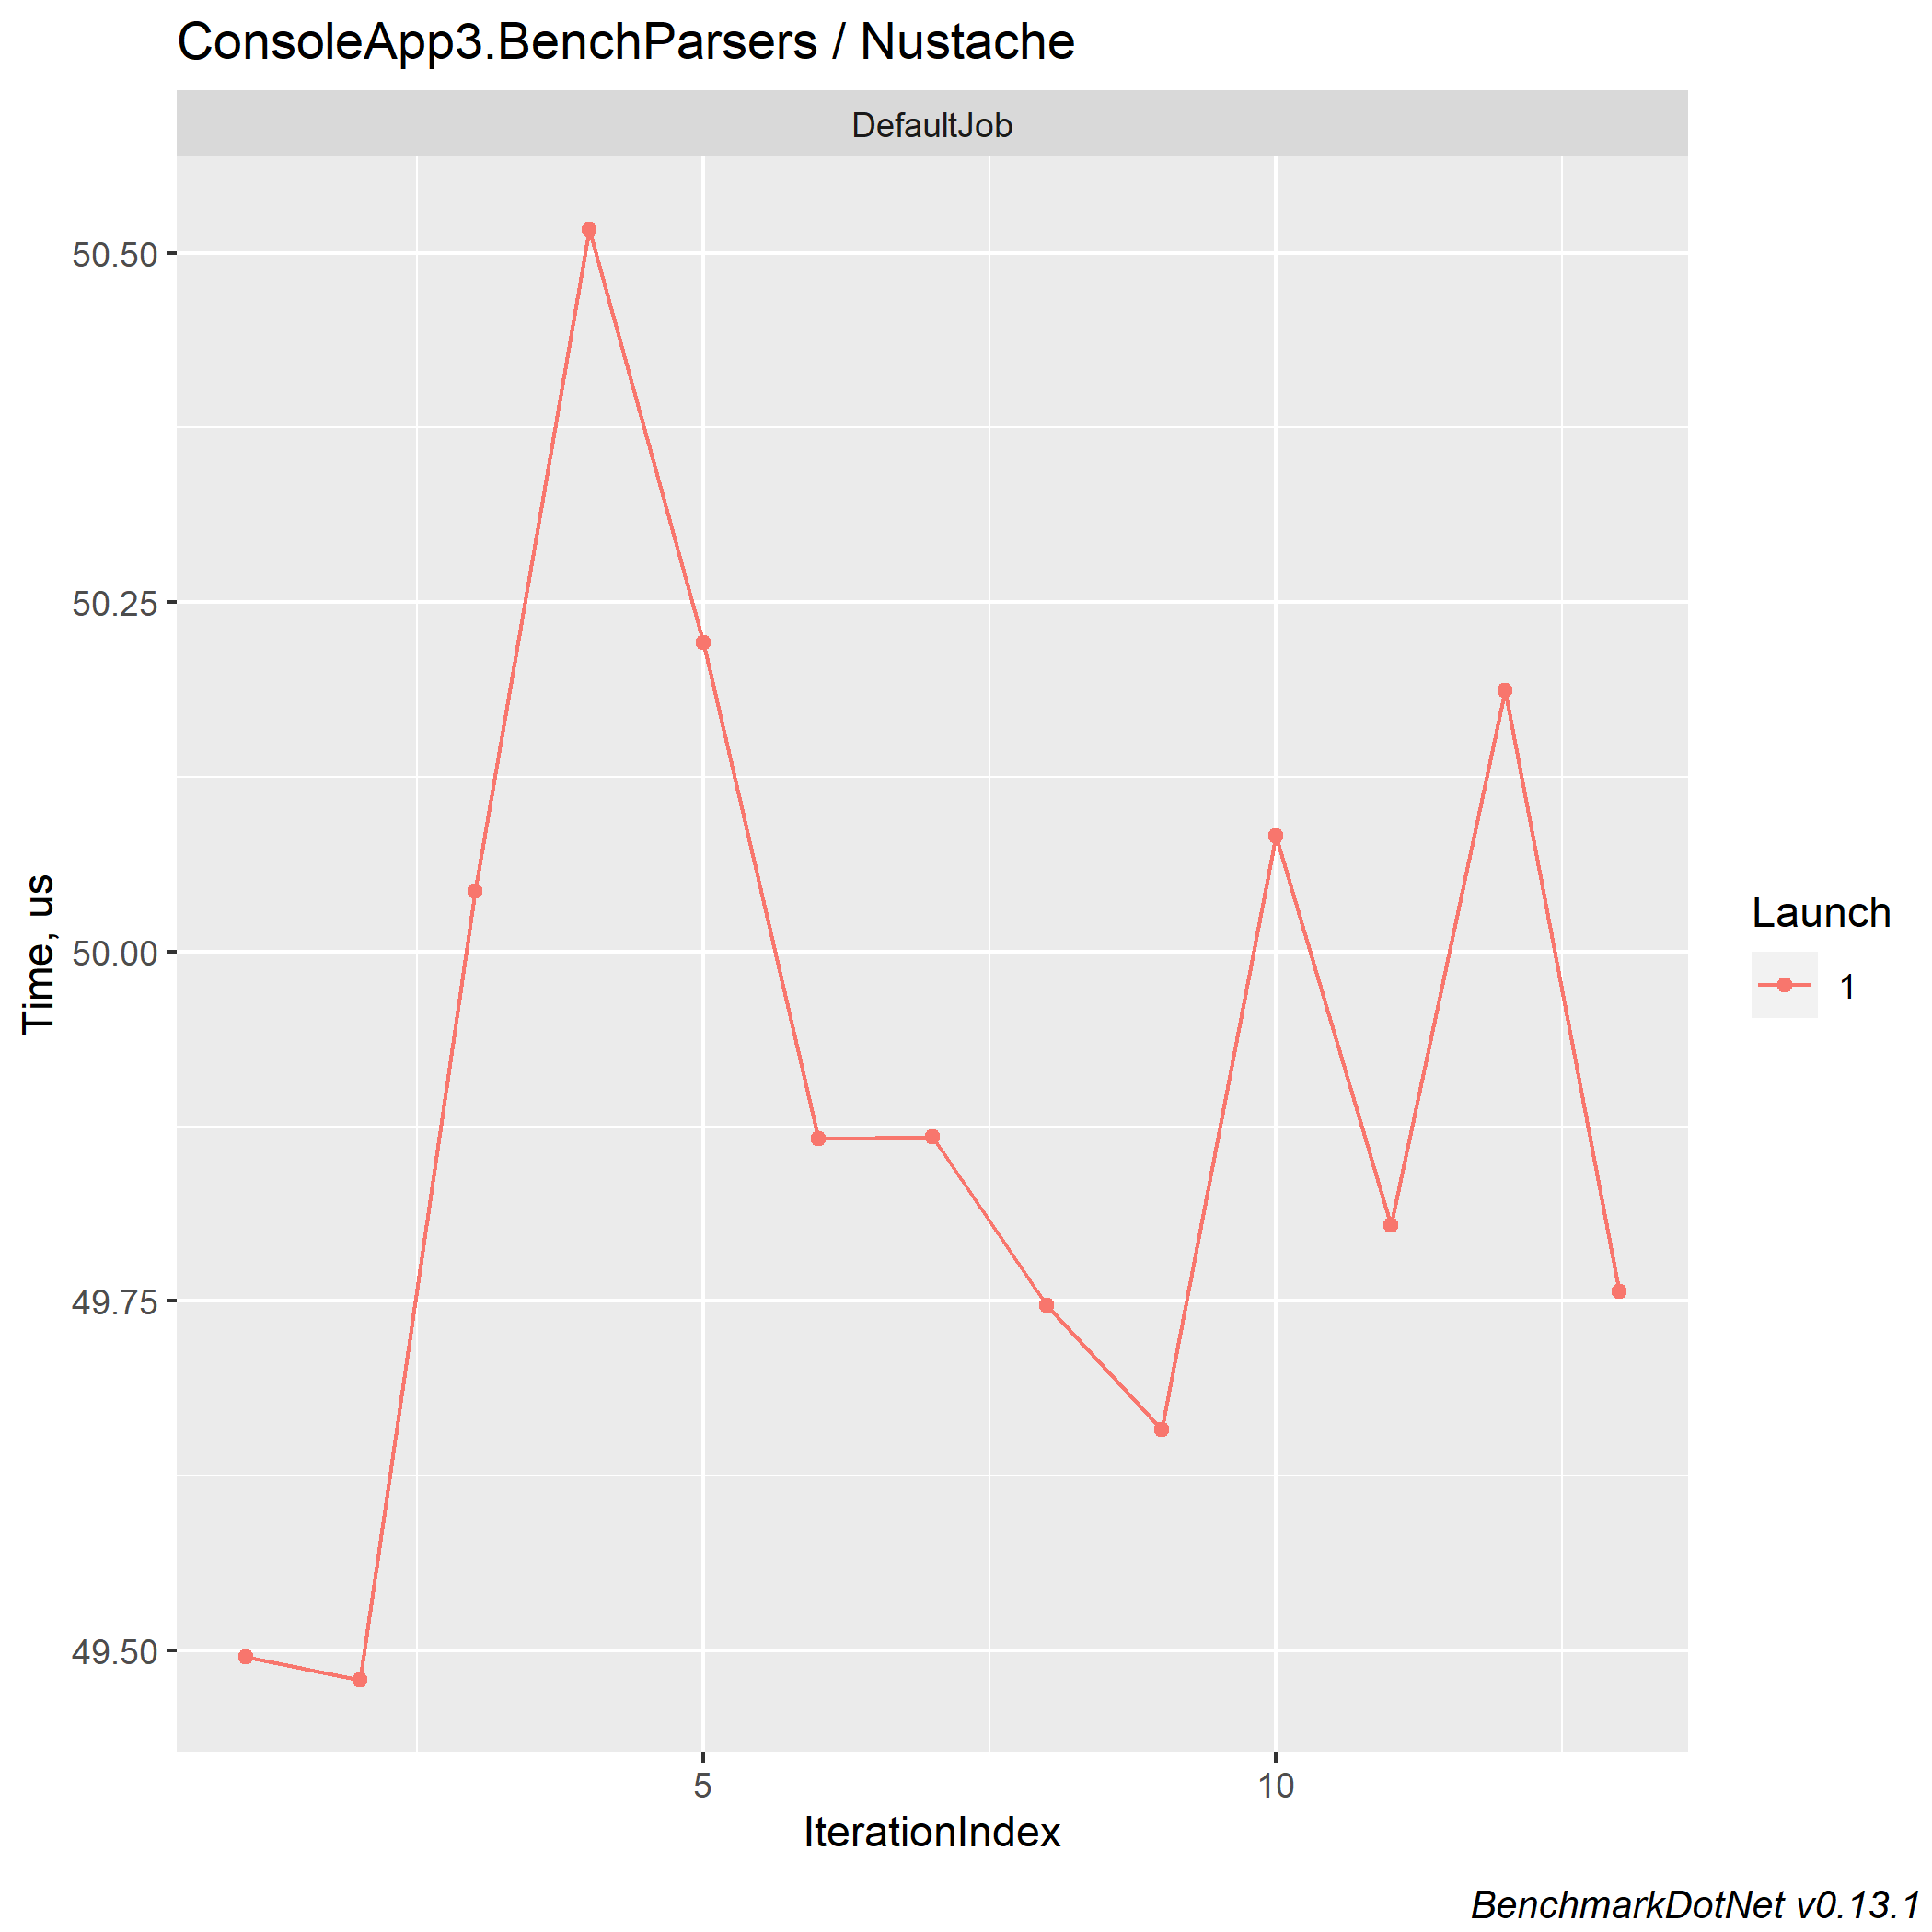 ConsoleApp3.BenchParsers / Nustache
DefaultJob
50.50
50.25
50.00
49.75
49.50
Time, us
5
10
IterationIndex
Launch
1
BenchmarkDotNet v0.13.1